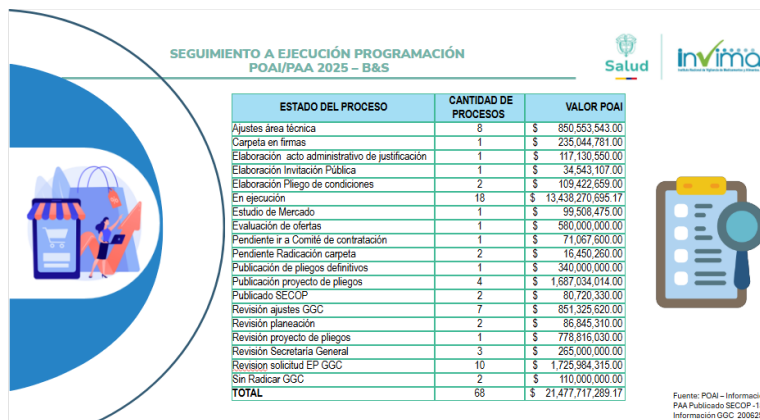 SEGUIMIENTO A EJECUCIÓN PROGRAMACIÓN
POAI/PAA 2025 – B&S
Salud
invima
ESTADO DEL PROCESO CANTIDAD DE PROCESOS VALOR POAI
Ajustes área técnica 8 $ 850,553,543.00
Carpeta en firmas 1 $ 235,044,781.00
Elaboración acto administrativo de justificación 1 $ 117,130,550.00
Elaboración Invitación Pública 1 $ 34,543,107.00
Elaboración Pliego de condiciones 2 $ 109,422,659.00
En ejecución 18 $ 13,438,270,695.17
Estudio de Mercado 1 $ 99,508,475.00
Evaluación de ofertas 1 $ 580,000,000.00
Pendiente ir a Comité de contratación 1 $ 71,067,600.00
Pendiente Radicación carpeta 2 $ 16,450,260.00
Publicación de pliegos definitivos 1 $ 340,000,000.00
Publicación proyecto de pliegos 4 $ 1,687,034,014.00
Publicado SECOP 2 $ 80,720,330.00
Revisión ajustes GGC 7 $ 851,325,620.00
Revisión planeación 2 $ 86,845,310.00
Revisión proyecto de pliegos 1 $ 778,816,030.00
Revisión Secretaría General 3 $ 265,000,000.00
Revision solicitud EP GGC 10 $ 1,725,984,315.00
Sin Radicar GGC 2 $ 110,000,000.00
TOTAL 68 $ 21,477,717,289.17
Fuente: POAI – Informaci
PAA Publicado SECOP -1
Información GGC 200625